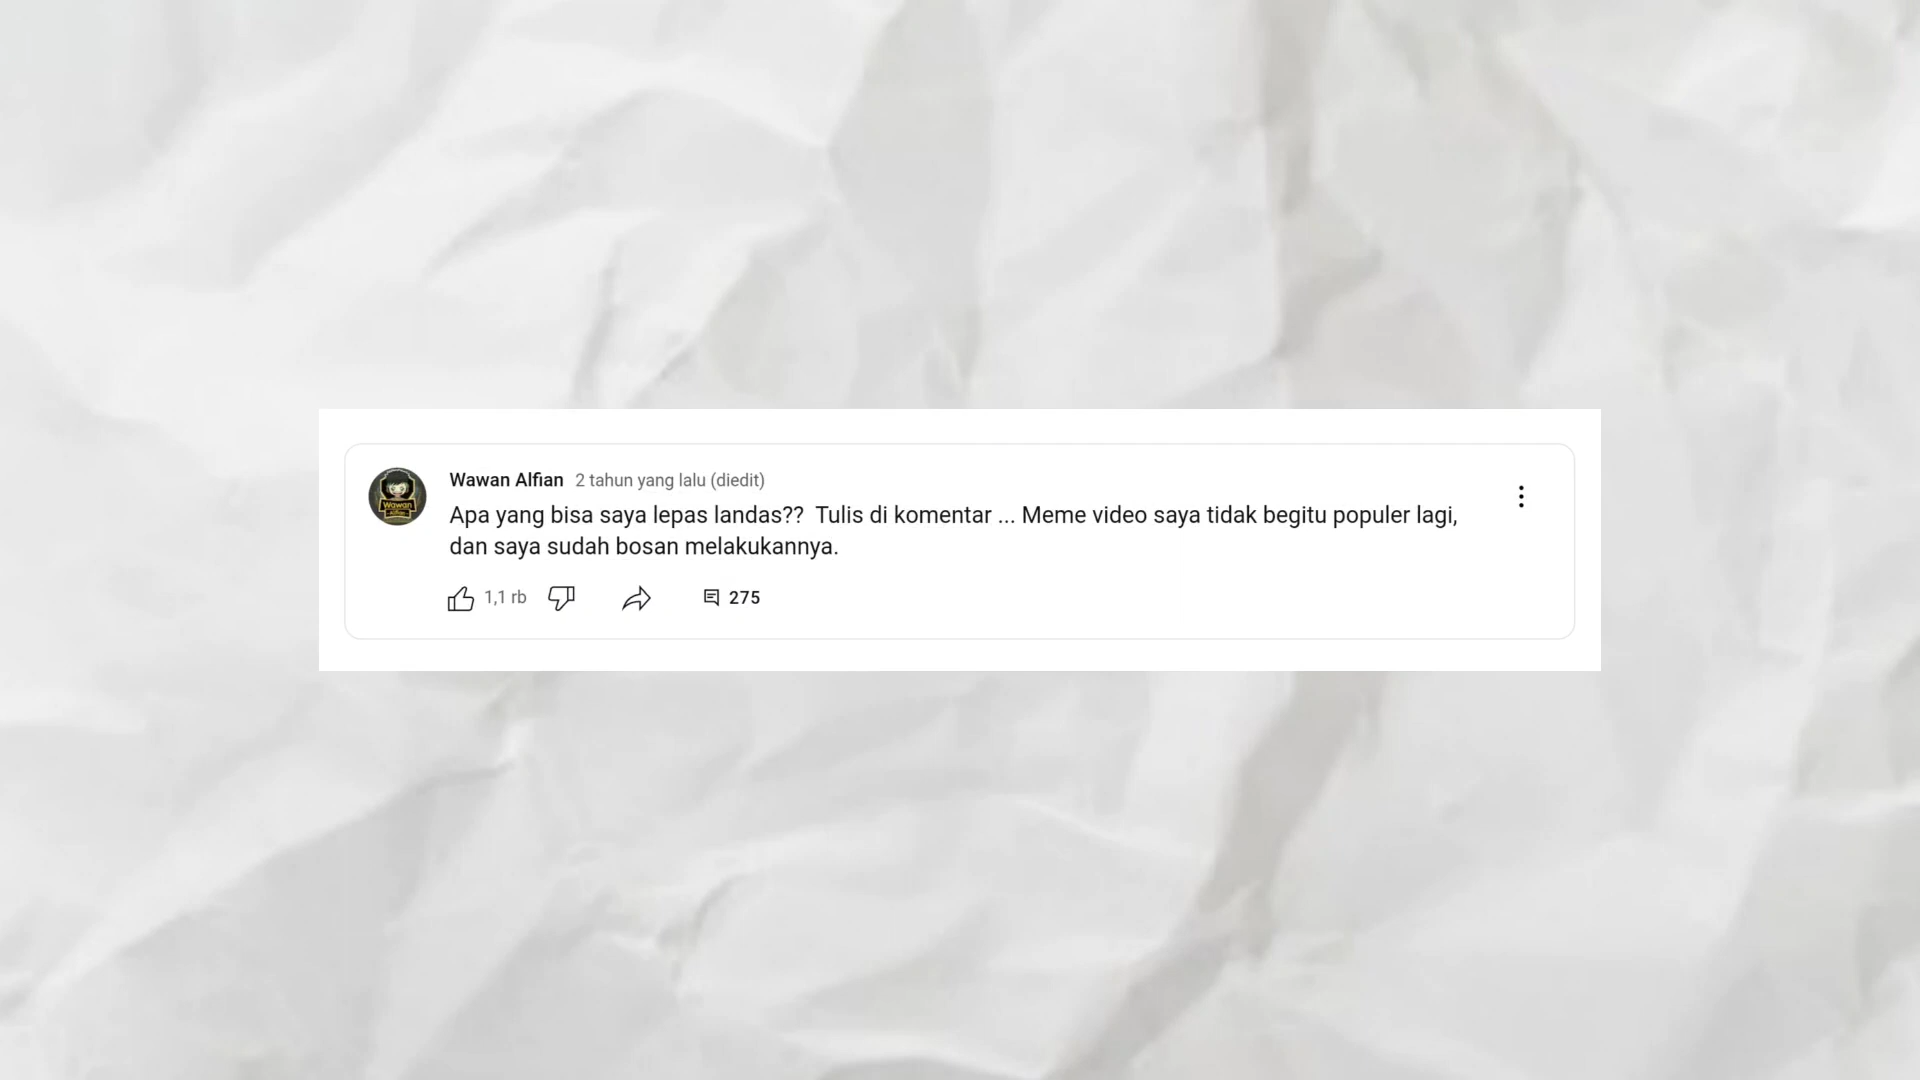 Wawan Alfian 2 tahun yang lalu (diedit)
Apa yang bisa saya lepas landas??  Tulis di komentar ... Meme video saya tidak begitu populer lagi,
dan saya sudah bosan melakukannya.
1,1 rb 275
Wawan